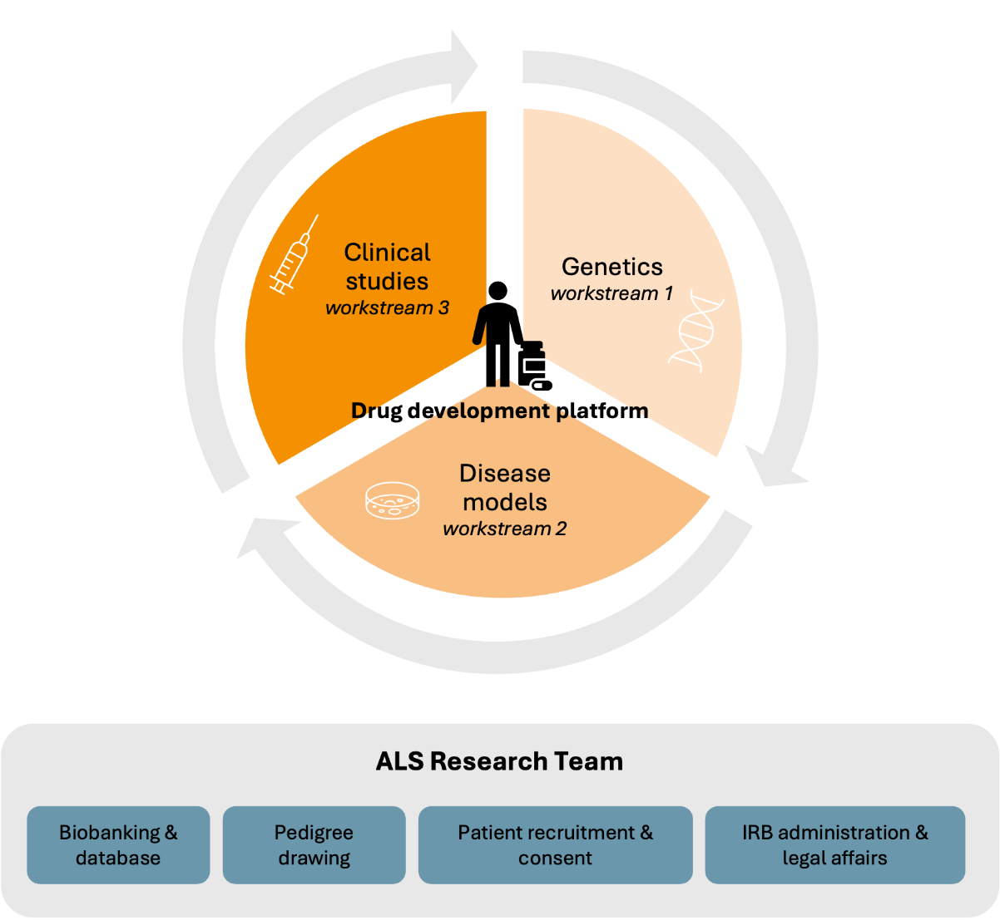 Clinical
studies
workstream 3
Genetics
workstream 1
Drug development platform
Disease
models
workstream 2
ALS Research Team
Biobanking &
database
Pedigree
drawing
Patient recruitment &
consent
IRB administration &
legal affairs